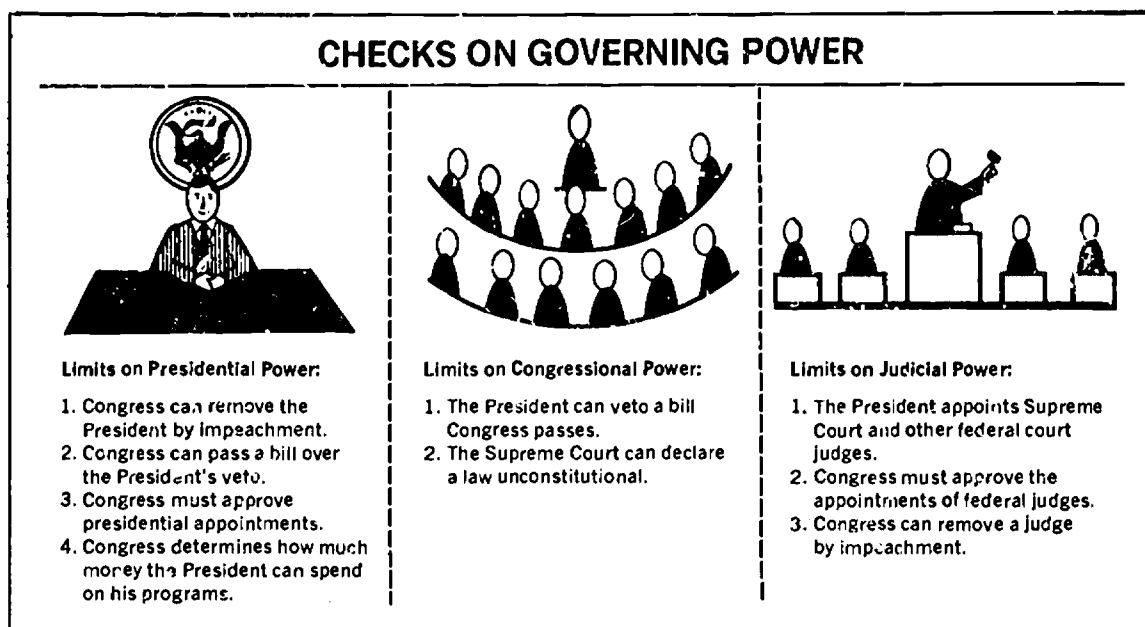 CHECKS ON GOVERNING POWER
Limits on Presidential Power:
1. Congress can remove the
President by impeachment.
2. Congress can pass a bill over
the President's veto.
3. Congress must approve
presidential appointments.
4. Congress determines how much
money the President can spend
on his programs.
Limits on Congressional Power:
1. The President can veto a bill
Congress passes.
2. The Supreme Court can declare
a law unconstitutional.
Limits on Judicial Power:
1. The President appoints Supreme
Court and other federal court
judges.
2. Congress must approve the
appointments of federal judges.
3. Congress can remove a judge
by impeachment.